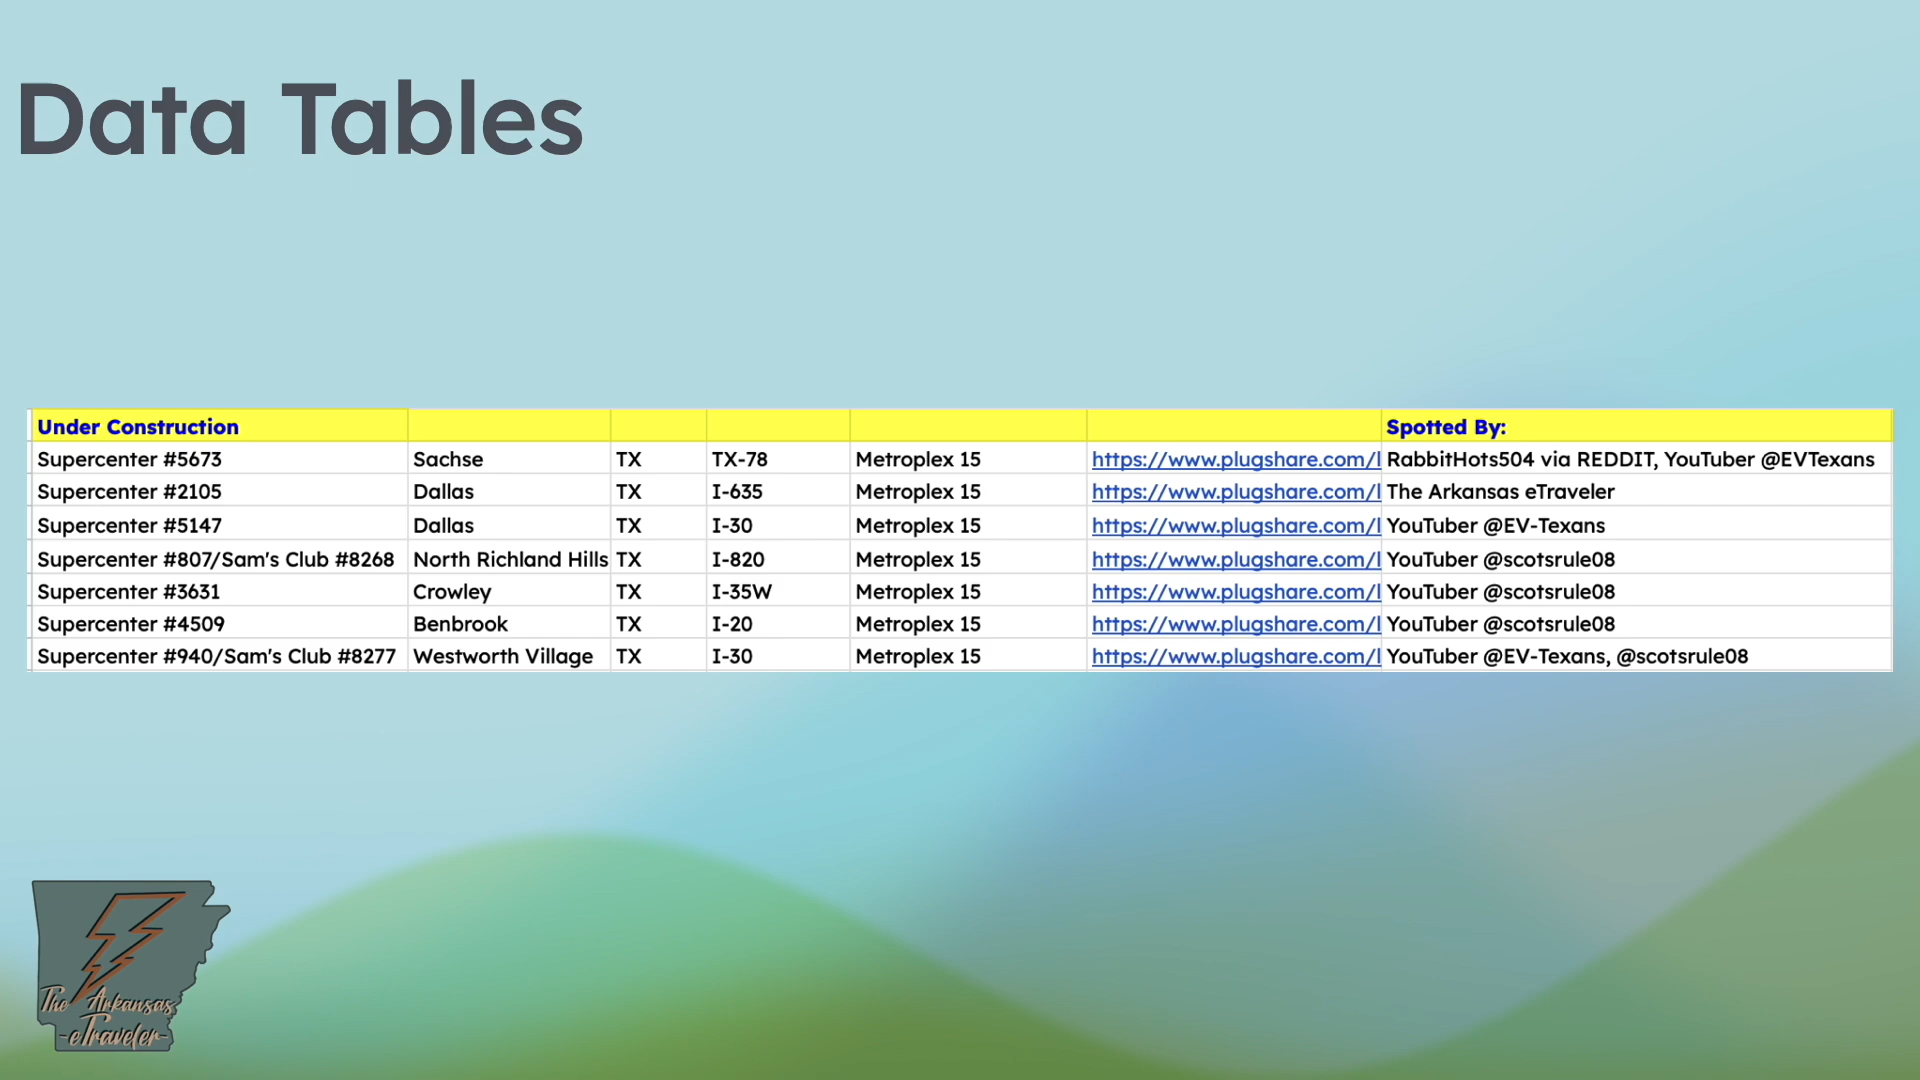 Data Tables
Under Construction Spotted By:
Supercenter #5673 Sachse TX TX-78 Metroplex 15 https://www.plugshare.com/l RabbitHots504 via REDDIT, YouTuber @EVTexans
Supercenter #2105 Dallas TX I-635 Metroplex 15 https://www.plugshare.com/l The Arkansas eTraveler
Supercenter #5147 Dallas TX I-30 Metroplex 15 https://www.plugshare.com/l YouTuber @EV-Texans
Supercenter #807/Sam's Club #8268 North Richland Hills TX I-820 Metroplex 15 https://www.plugshare.com/l YouTuber @scotsrule08
Supercenter #3631 Crowley TX I-35W Metroplex 15 https://www.plugshare.com/l YouTuber @scotsrule08
Supercenter #4509 Benbrook TX I-20 Metroplex 15 https://www.plugshare.com/l YouTuber @scotsrule08
Supercenter #940/Sam's Club #8277 Westworth Village TX I-30 Metroplex 15 https://www.plugshare.com/l YouTuber @EV-Texans, @scotsrule08
The Arkansas
-eTraveler-